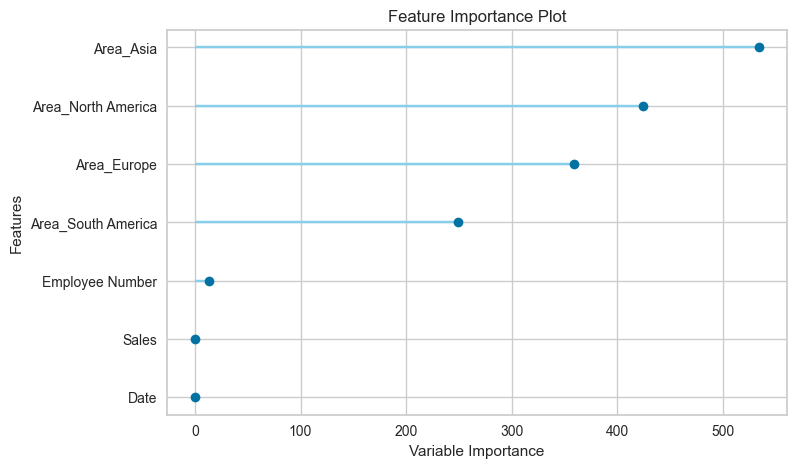 Feature Importance Plot
Area_Asia
Area_North America
Area_Europe
Area_South America
Employee Number
Sales
Date
Features
0 100 200 300 400 500
Variable Importance